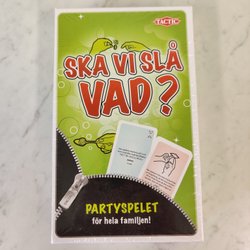 TACTIC
SKA VI SLÅ
VAD?
PARTYSPELET
för hela familjen!